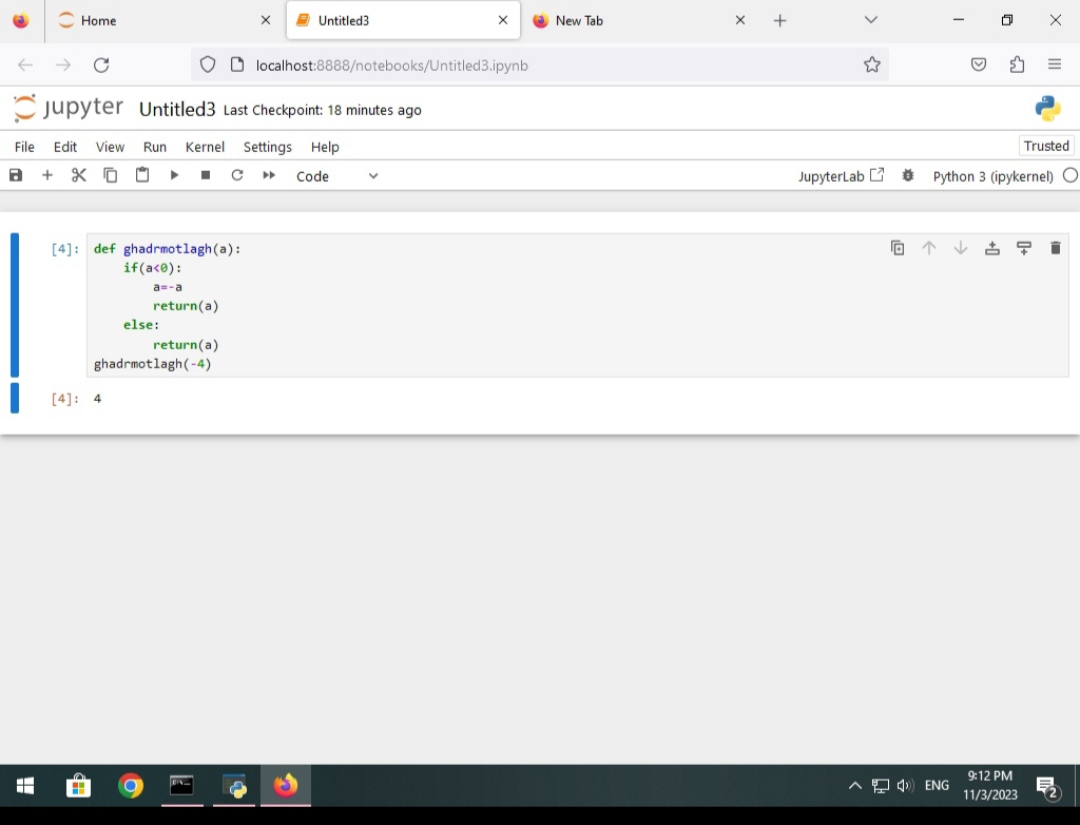 Home
Untitled3
New Tab
localhost:8888/notebooks/Untitled3.ipynb
jupyter Untitled3 Last Checkpoint: 18 minutes ago
File Edit View Run Kernel Settings Help Trusted
Code JupyterLab Python 3 (ipykernel)
[4]: def ghadrmotlagh(a):
    if(a<0):
        a=-a
        return(a)
    else:
        return(a)
ghadrmotlagh(-4)
[4]: 4
ENG 9:12 PM
11/3/2023
2